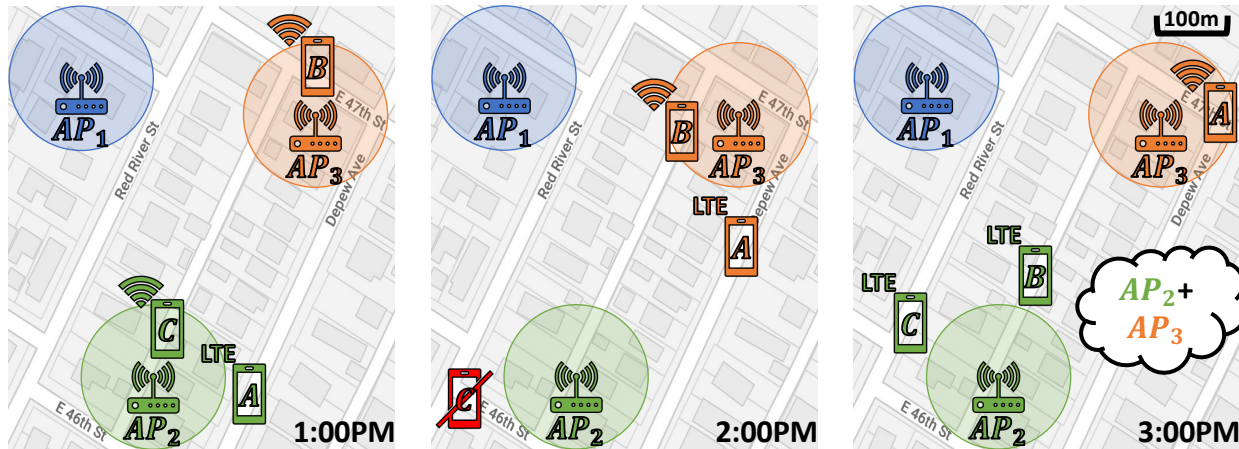 B
AP₁
AP₃
E 47th St
Red River St
Depew Ave
C
LTE
A
AP₂
E 46th St
1:00PM
B
AP₁
AP₃
E 47th St
Red River St
Depew Ave
LTE
A
C
AP₂
E 46th St
2:00PM
100m
A
AP₁
AP₃
E 47th St
Red River St
Depew Ave
LTE
B
LTE
C
AP₂+
AP₃
AP₂
E 46th St
3:00PM